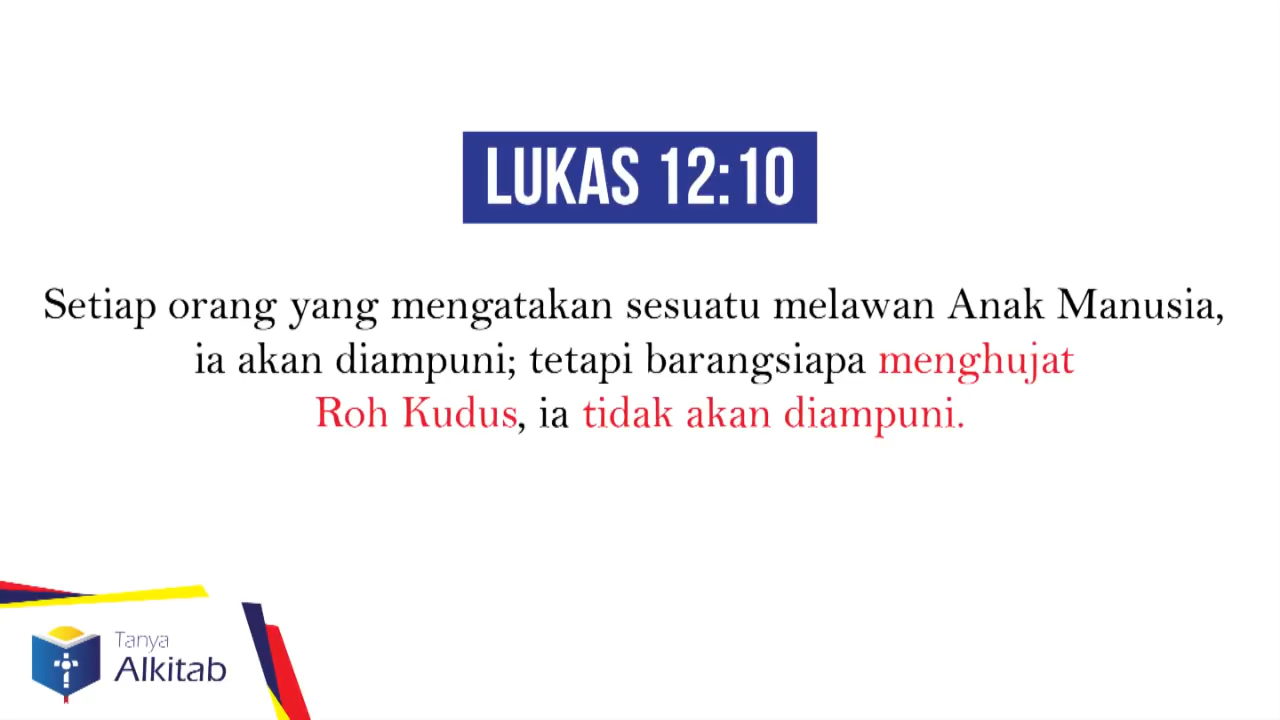 LUKAS 12:10
Setiap orang yang mengatakan sesuatu melawan Anak Manusia,
ia akan diampuni; tetapi barangsiapa menghujat
Roh Kudus, ia tidak akan diampuni.
Tanya
Alkitab